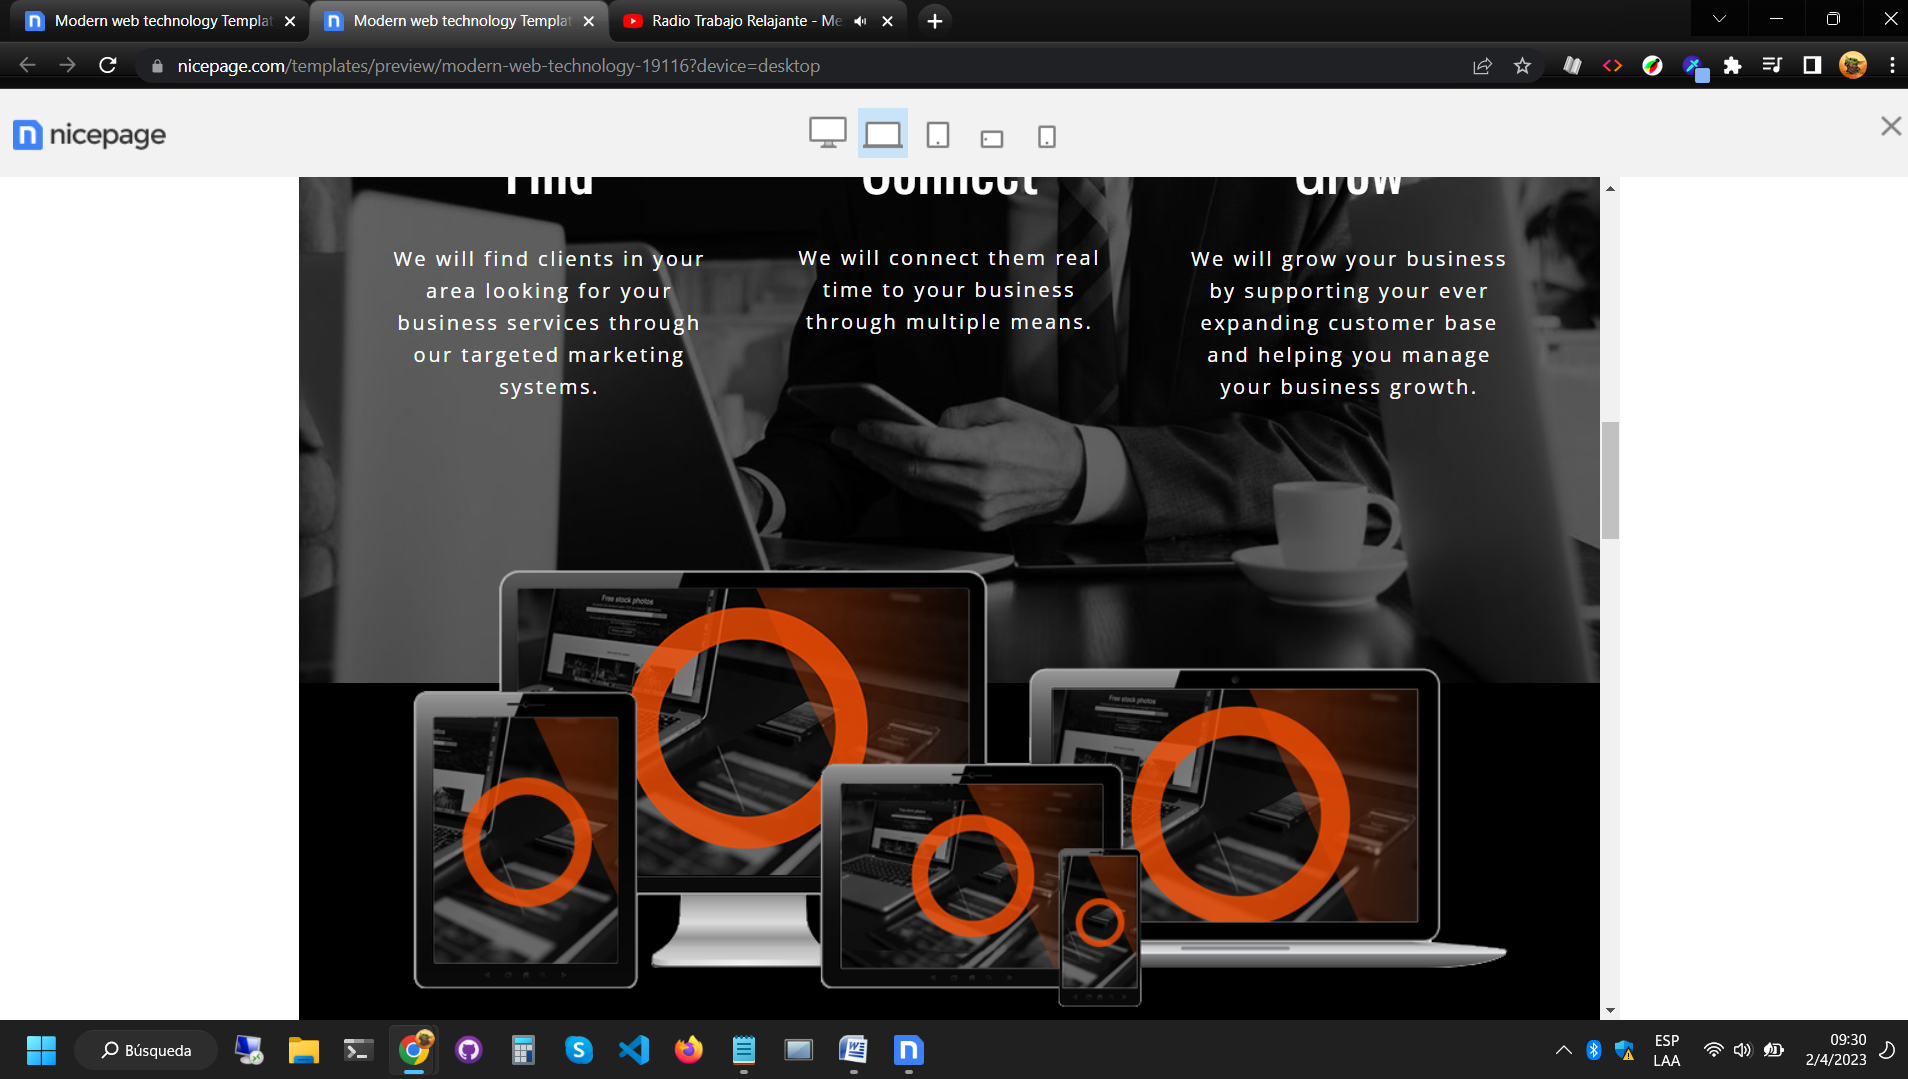 Modern web technology Templat
Modern web technology Templat
Radio Trabajo Relajante - Me
nicepage.com/templates/preview/modern-web-technology-19116?device=desktop
nicepage
Find
Connect
Grow
We will find clients in your
area looking for your
business services through
our targeted marketing
systems.
We will connect them real
time to your business
through multiple means.
We will grow your business
by supporting your ever
expanding customer base
and helping you manage
your business growth.
Free stock photos
Free stock photos
Búsqueda
ESP
LAA
09:30
2/4/2023